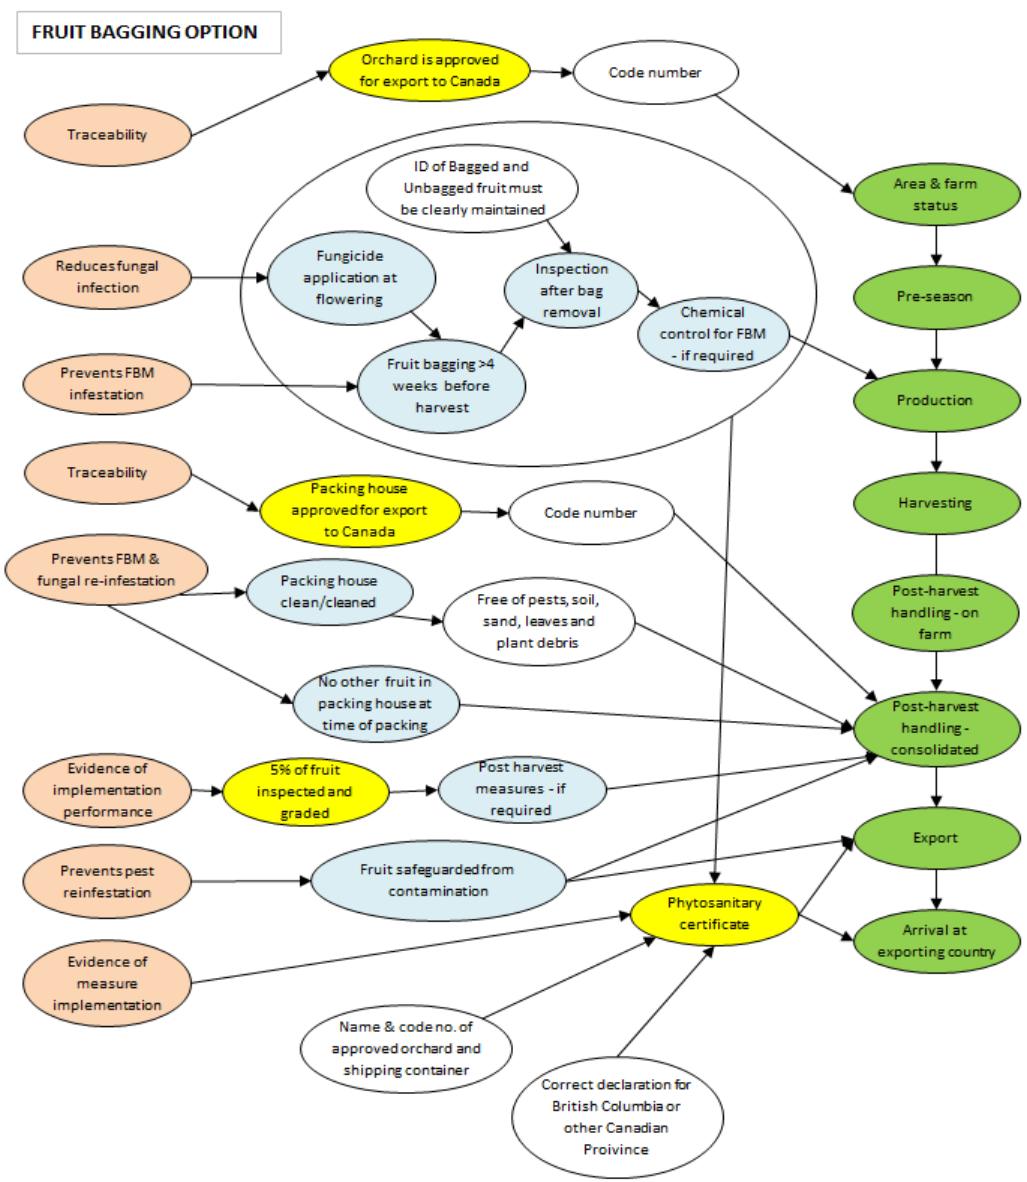 FRUIT BAGGING OPTION
Orchard is approved
for export to Canada
Code number
Traceability
ID of Bagged and
Unbagged fruit must
be clearly maintained
Area & farm
status
Reduces fungal
infection
Fungicide
application at
flowering
Inspection
after bag
removal
Chemical
control for FBM
- if required
Pre-season
Prevents FBM
infestation
Fruit bagging >4
weeks before
harvest
Production
Traceability
Packing house
approved for export
to Canada
Code number
Harvesting
Prevents FBM &
fungal re-infestation
Packing house
clean/cleaned
Free of pests, soil,
sand, leaves and
plant debris
Post-harvest
handling - on
farm
No other fruit in
packing house at
time of packing
Post-harvest
handling -
consolidated
Evidence of
implementation
performance
5% of fruit
inspected and
graded
Post harvest
measures - if
required
Export
Prevents pest
reinfestation
Fruit safeguarded from
contamination
Phytosanitary
certificate
Arrival at
exporting country
Evidence of
measure
implementation
Name & code no. of
approved orchard and
shipping container
Correct declaration for
British Columbia or
other Canadian
Proivince